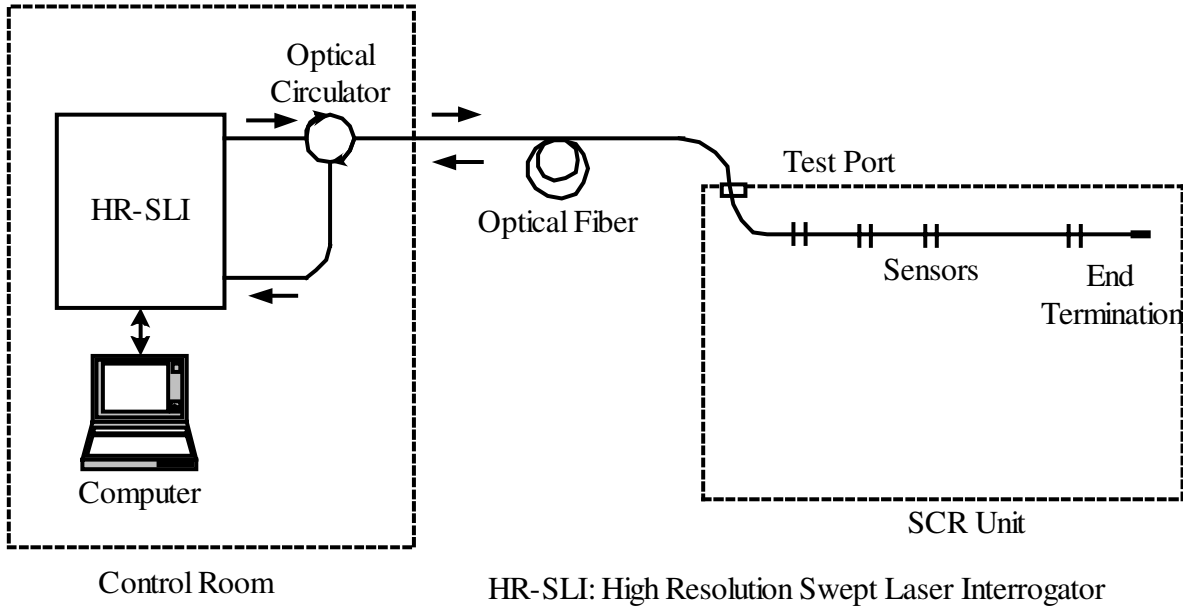 Optical
Circulator
HR-SLI
Optical Fiber
Test Port
Sensors
End
Termination
Computer
SCR Unit
Control Room
HR-SLI: High Resolution Swept Laser Interrogator